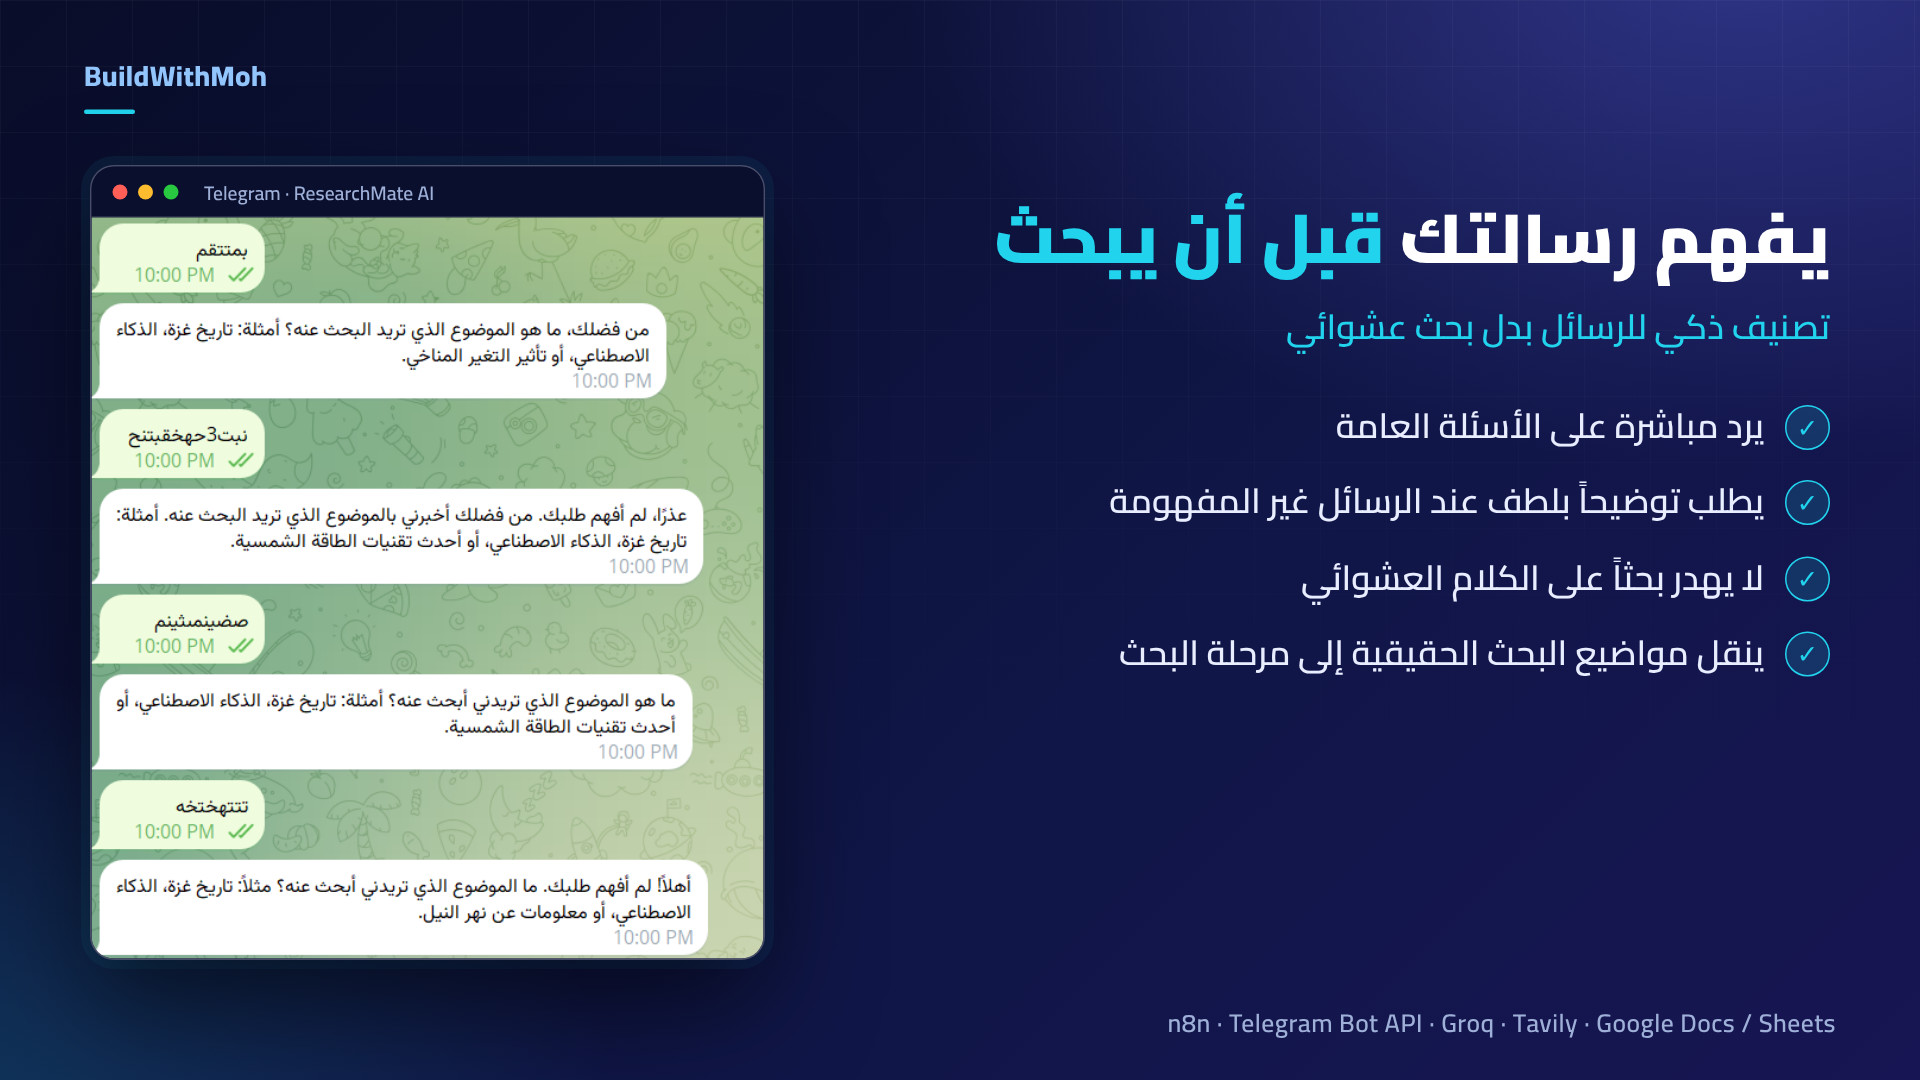 BuildWithMoh
Telegram · ResearchMate AI
بمتتقم
10:00 PM
من فضلك، ما هو الموضوع الذي تريد البحث عنه؟ أمثلة: تاريخ غزة، الذكاء
الاصطناعي، أو تأثير التغير المناخي.
10:00 PM
نبت3حهخقبتنح
10:00 PM
عذرًا، لم أفهم طلبك. من فضلك أخبرني بالموضوع الذي تريد البحث عنه. أمثلة:
تاريخ غزة، الذكاء الاصطناعي، أو أحدث تقنيات الطاقة الشمسية.
10:00 PM
صضينمىثينم
10:00 PM
ما هو الموضوع الذي تريدني أبحث عنه؟ أمثلة: تاريخ غزة، الذكاء الاصطناعي، أو
أحدث تقنيات الطاقة الشمسية.
10:00 PM
تتتهختخه
10:00 PM
أهلاً! لم أفهم طلبك. ما الموضوع الذي تريدني أبحث عنه؟ مثلاً: تاريخ غزة، الذكاء
الاصطناعي، أو معلومات عن نهر النيل.
10:00 PM
يفهم رسالتك قبل أن يبحث
تصنيف ذكي للرسائل بدل بحث عشوائي
✓ يرد مباشرة على الأسئلة العامة
✓ يطلب توضيحاً بلطف عند الرسائل غير المفهومة
✓ لا يهدر بحثاً على الكلام العشوائي
✓ ينقل مواضيع البحث الحقيقية إلى مرحلة البحث
n8n · Telegram Bot API · Groq · Tavily · Google Docs / Sheets